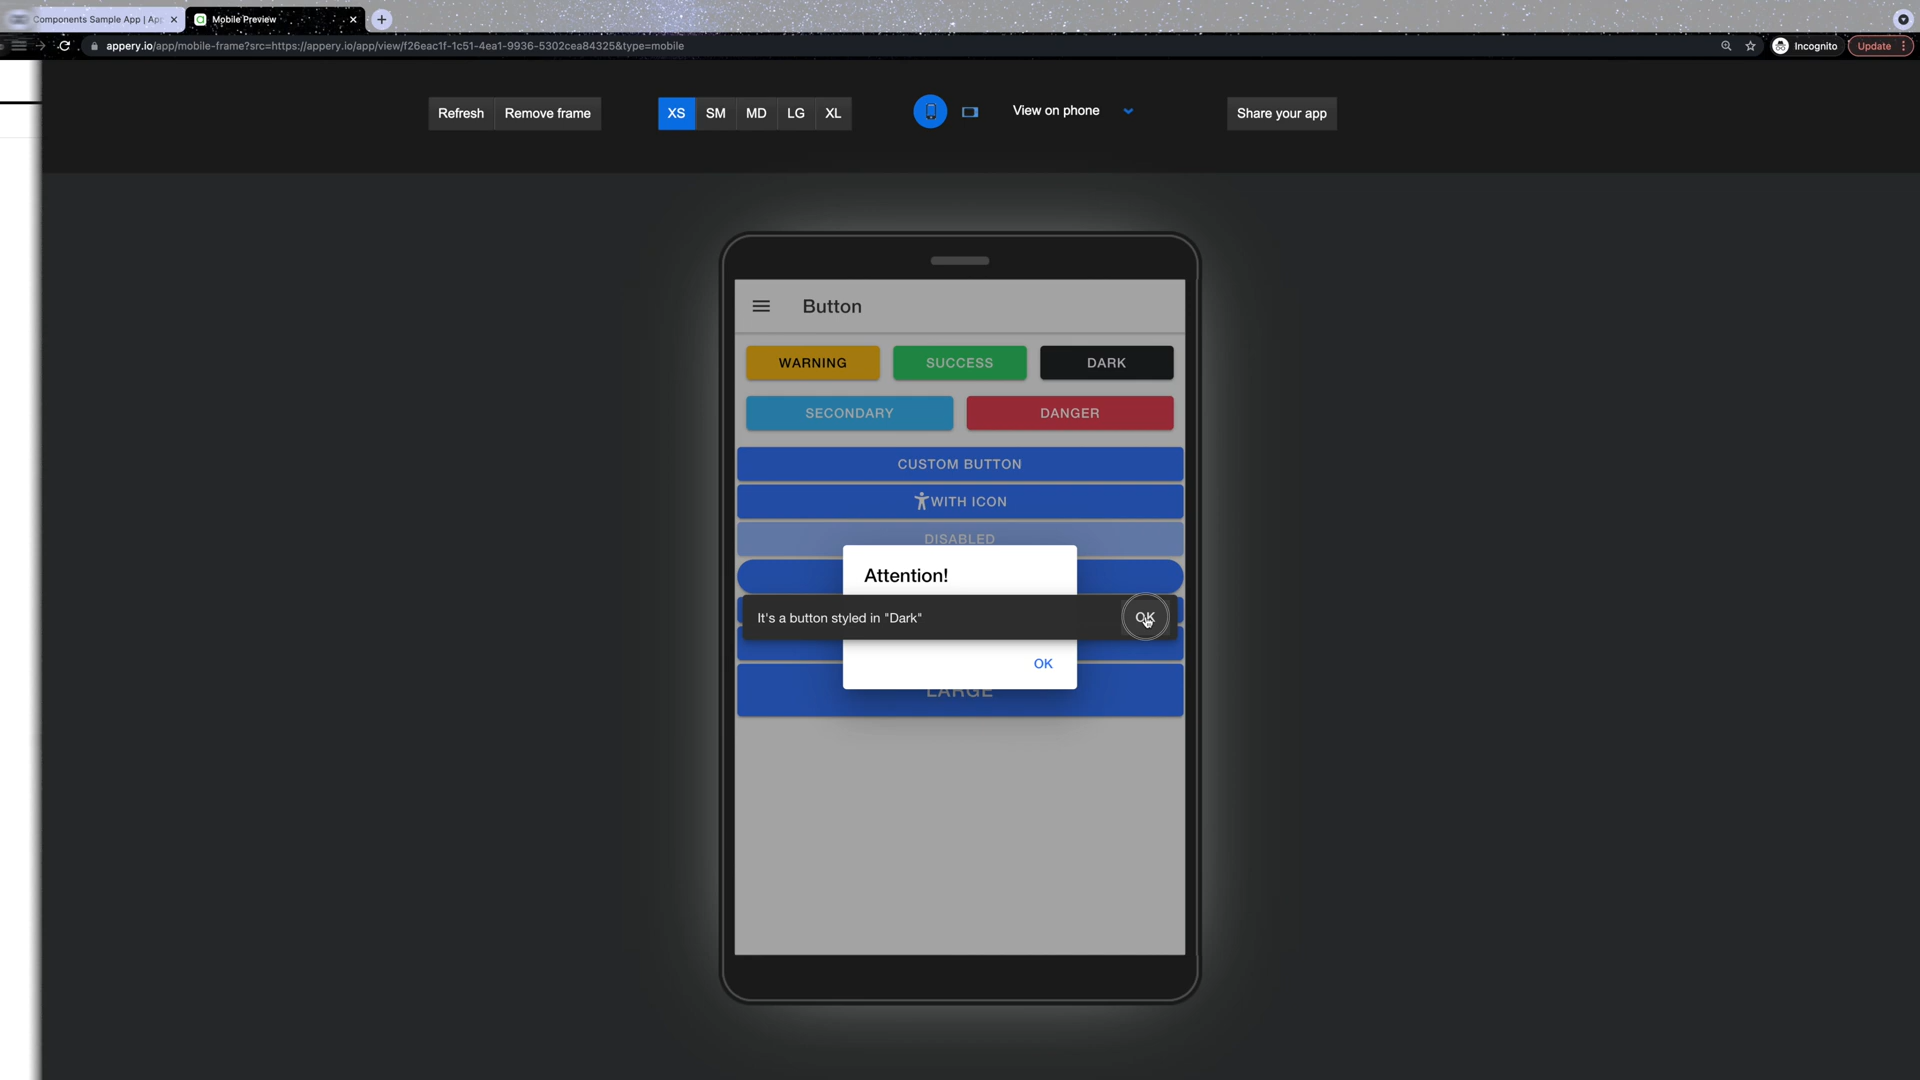 Components Sample App | Ap
Mobile Preview
appery.io/app/mobile-frame?src=https://appery.io/app/view/f26eac1f-1c51-4ea1-9936-5302cea84325&type=mobile
Incognito
Update
Refresh
Remove frame
XS
SM
MD
LG
XL
View on phone
Share your app
Button
WARNING
SUCCESS
DARK
SECONDARY
DANGER
CUSTOM BUTTON
WITH ICON
DISABLED
Attention!
It's a button styled in "Dark"
OK
OK
LARGE